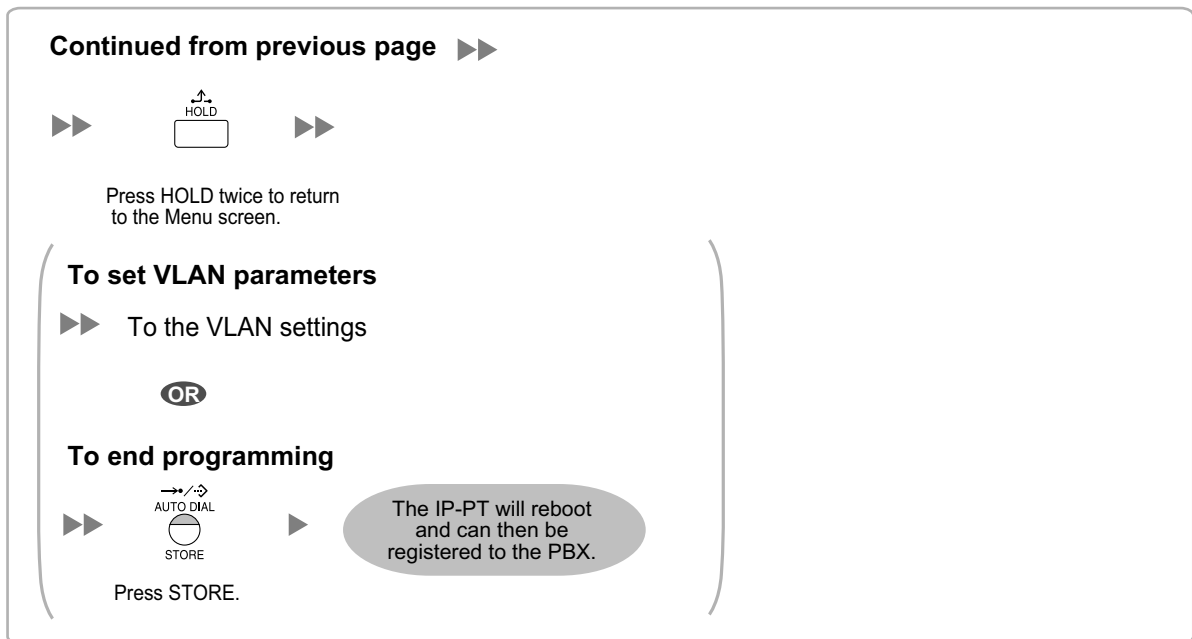 Continued from previous page
HOLD
Press HOLD twice to return
to the Menu screen.
To set VLAN parameters
To the VLAN settings
OR
To end programming
AUTO DIAL
STORE
Press STORE.
The IP-PT will reboot
and can then be
registered to the PBX.